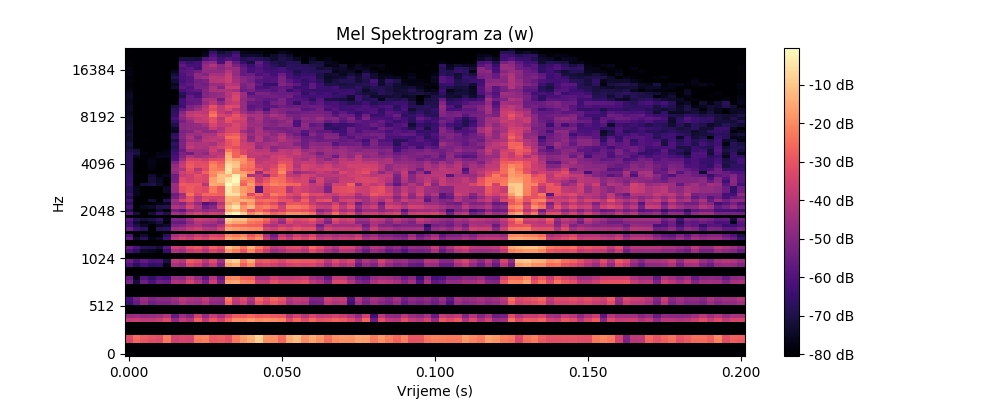 Mel Spektrogram za (w)
Hz
16384
8192
4096
2048
1024
512
0
0.000 0.050 0.100 0.150 0.200
Vrijeme (s)
-10 dB
-20 dB
-30 dB
-40 dB
-50 dB
-60 dB
-70 dB
-80 dB